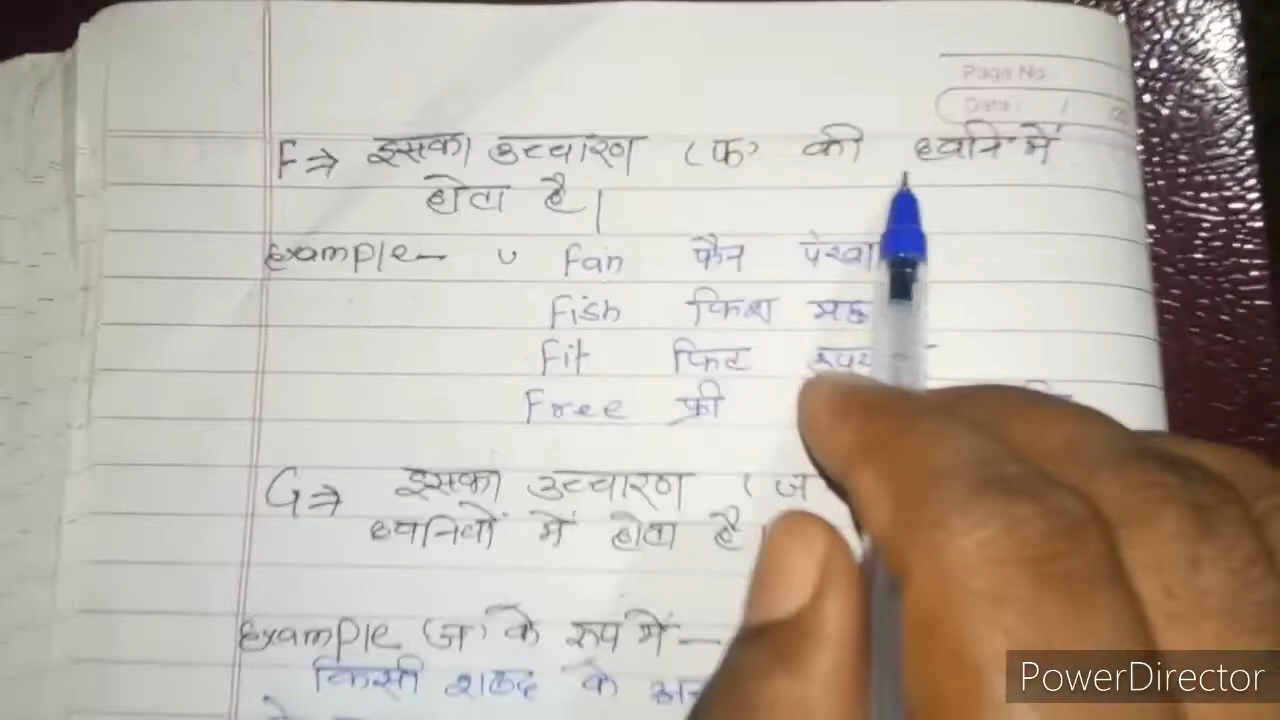 Page No.
Date: / /
F⇒ इसका उच्चारण (फ) की ध्वनि में
होता है।
Example— Fan फैन पंखा
Fish फिश मछ
Fit फिट
Free फ्री
G⇒ इसका उच्चारण (ज
ध्वनियों में होता है।
Example (ज) के रूप में—
किसी शब्द के
PowerDirector